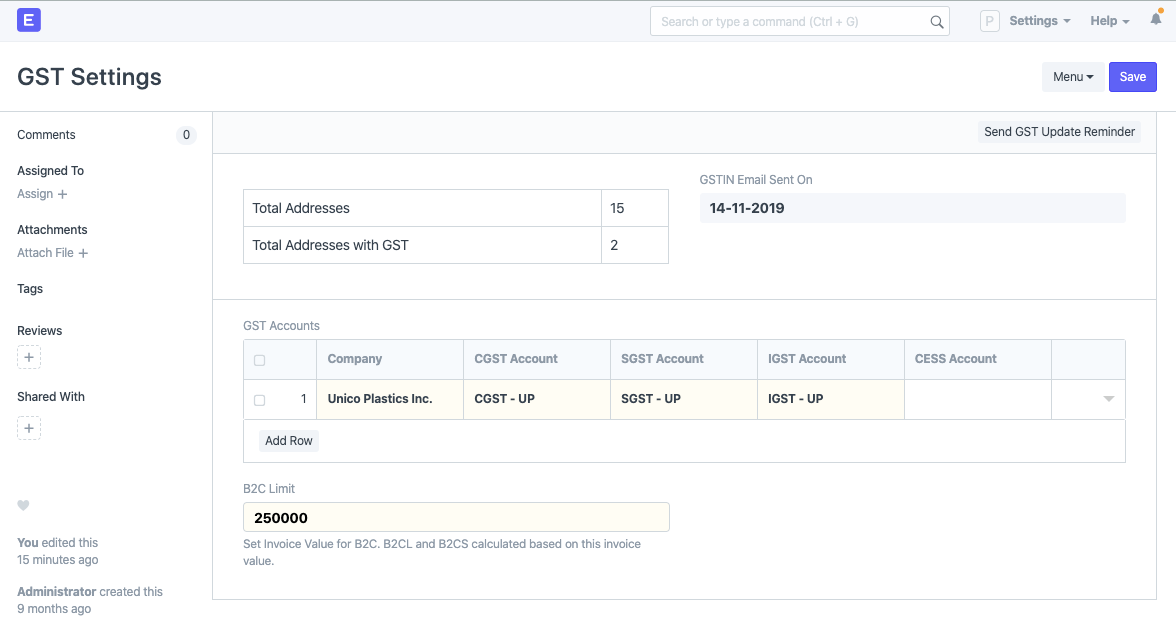 E
Search or type a command (Ctrl + G)
P
Settings
Help
GST Settings
Menu
Save
Comments
0
Assigned To
Assign +
Attachments
Attach File +
Tags
Reviews
+
Shared With
+
You edited this
15 minutes ago
Administrator created this
9 months ago
Send GST Update Reminder
Total Addresses 15
Total Addresses with GST 2
GSTIN Email Sent On
14-11-2019
GST Accounts
Company CGST Account SGST Account IGST Account CESS Account
1 Unico Plastics Inc. CGST - UP SGST - UP IGST - UP
Add Row
B2C Limit
250000
Set Invoice Value for B2C. B2CL and B2CS calculated based on this invoice
value.